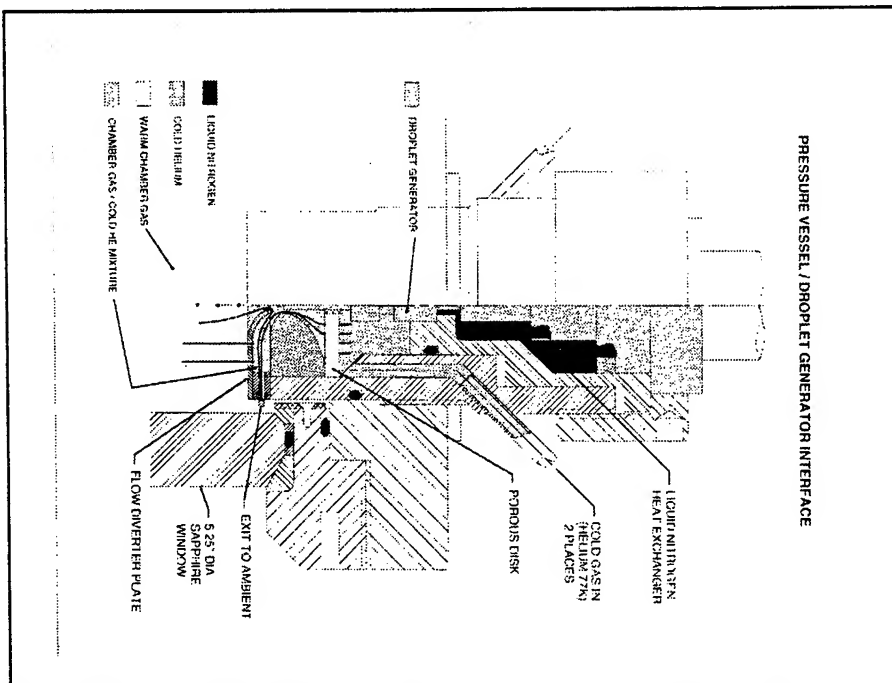 PRESSURE VESSEL / DROPLET GENERATOR INTERFACE
LIQUID NITROGEN
HEAT EXCHANGER
COLD GAS IN
(HELIUM 77K)
2 PLACES
POROUS DISK
EXIT TO AMBIENT
5.25" DIA
SAPPHIRE
WINDOW
FLOW DIVERTER PLATE
DROPLET GENERATOR
LIQUID NITROGEN
COLD HELIUM
WARM CHAMBER GAS
CHAMBER GAS / COLD HE MIXTURE